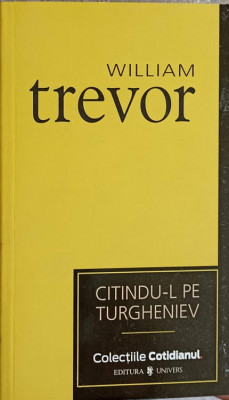 WILLIAM
trevor
CITINDU-L PE
TURGHENIEV
Colecțiile Cotidianul
EDITURA UNIVERS